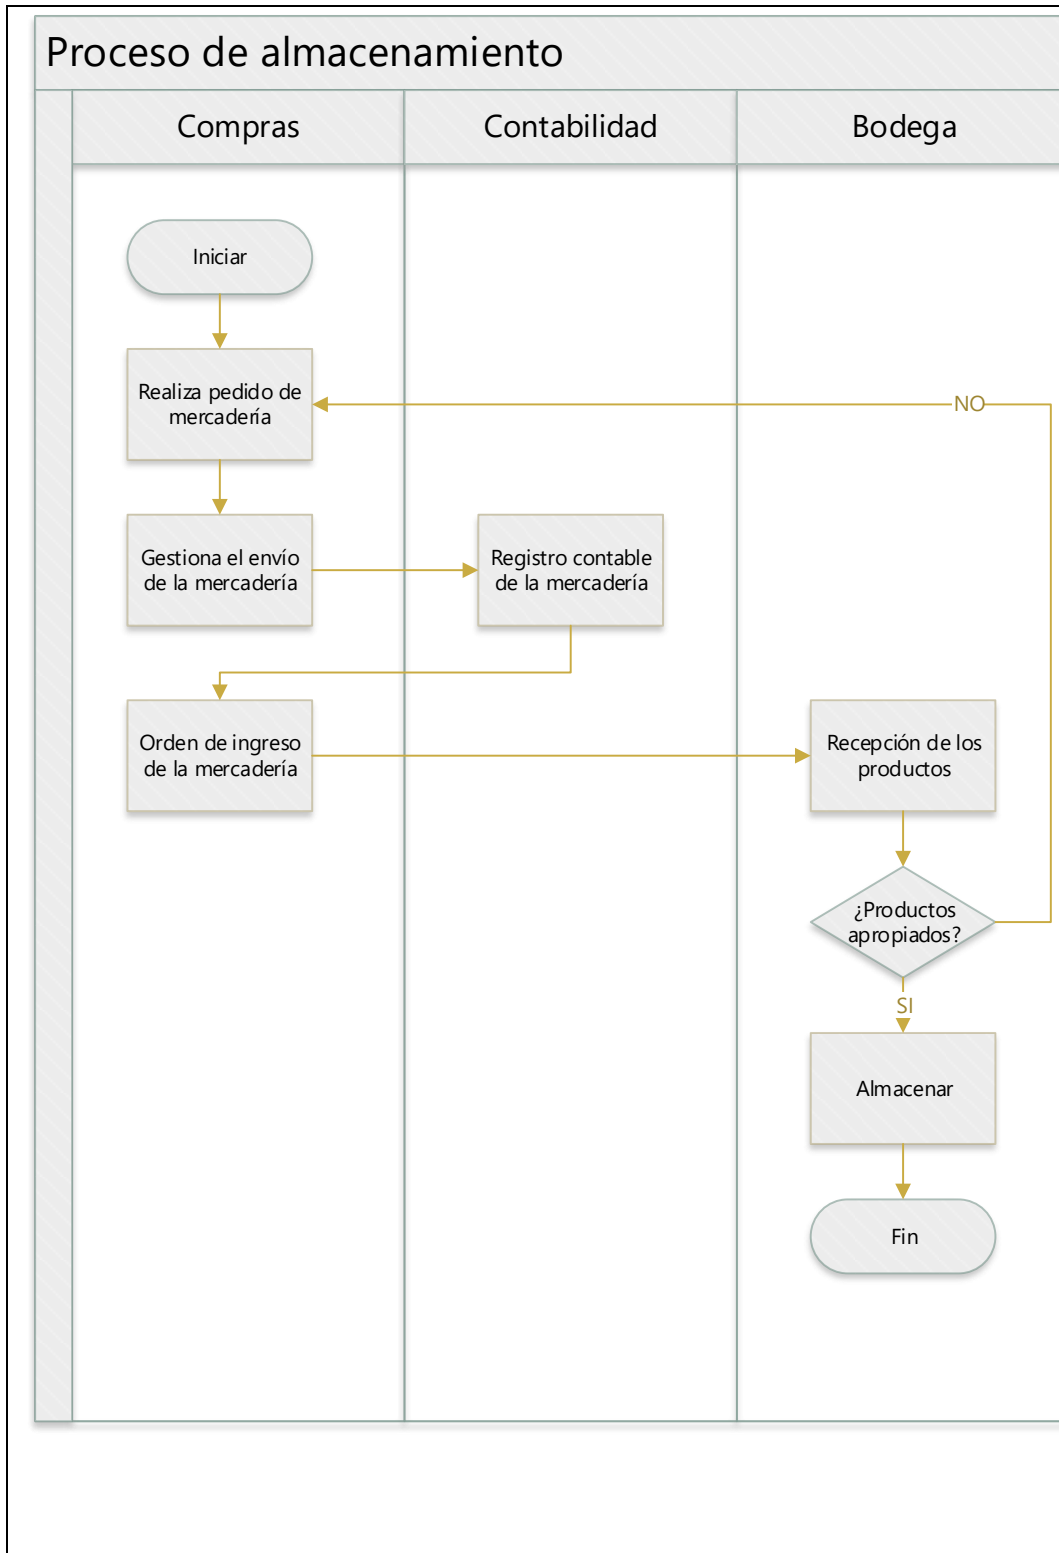 Proceso de almacenamiento
Compras
Contabilidad
Bodega
Iniciar
Realiza pedido de
mercadería
NO
Gestiona el envío
de la mercadería
Registro contable
de la mercadería
Orden de ingreso
de la mercadería
Recepción de los
productos
¿Productos
apropiados?
SI
Almacenar
Fin